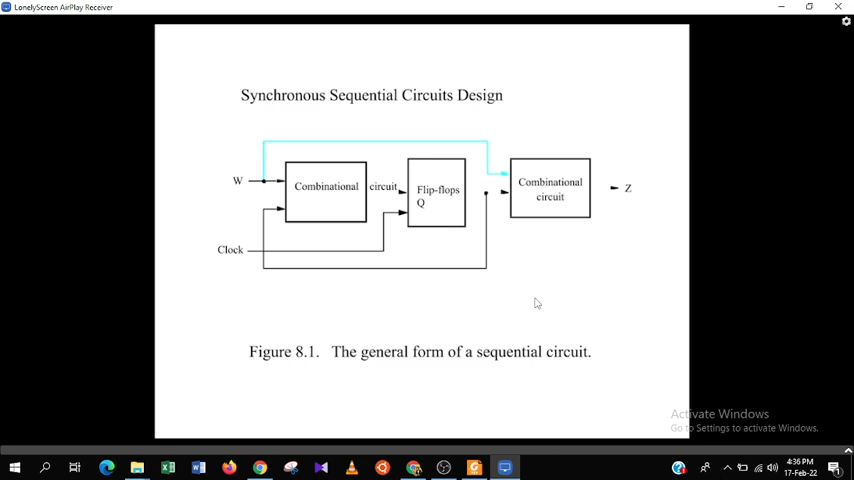 LonelyScreen AirPlay Receiver
Synchronous Sequential Circuits Design
W
Combinational circuit
Flip-flops
Q
Combinational
circuit
Z
Clock
Figure 8.1. The general form of a sequential circuit.
Activate Windows
Go to Settings to activate Windows.
4:36 PM
17-Feb-22